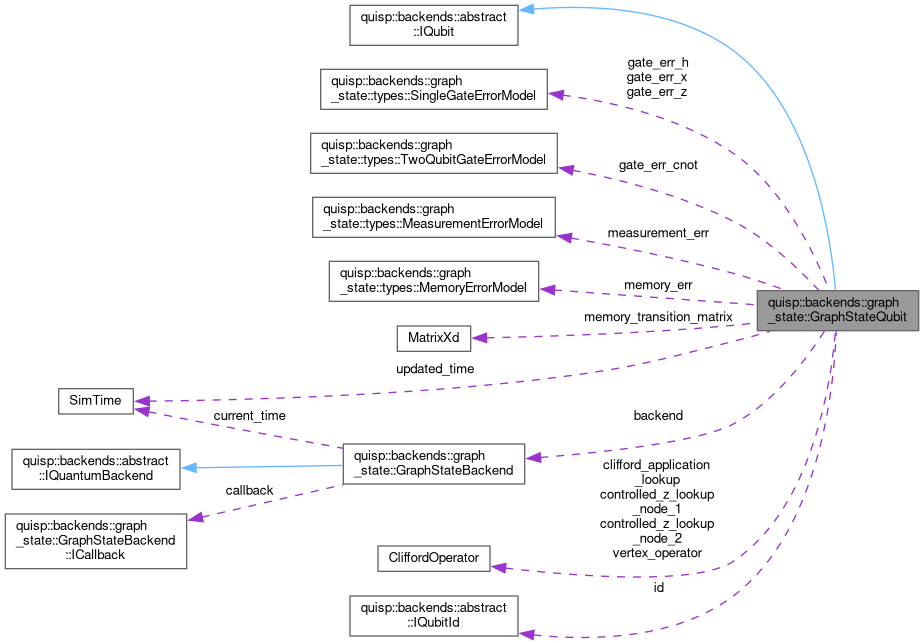 quisp::backends::abstract
::IQubit
gate_err_h
gate_err_x
gate_err_z
quisp::backends::graph
_state::types::SingleGateErrorModel
quisp::backends::graph
_state::types::TwoQubitGateErrorModel
gate_err_cnot
quisp::backends::graph
_state::types::MeasurementErrorModel
measurement_err
quisp::backends::graph
_state::types::MemoryErrorModel
memory_err
quisp::backends::graph
_state::GraphStateQubit
memory_transition_matrix
MatrixXd
updated_time
SimTime
current_time
backend
quisp::backends::graph
_state::GraphStateBackend
quisp::backends::abstract
::IQuantumBackend
callback
quisp::backends::graph
_state::GraphStateBackend
::ICallback
clifford_application
_lookup
controlled_z_lookup
_node_1
controlled_z_lookup
_node_2
vertex_operator
CliffordOperator
id
quisp::backends::abstract
::IQubitId